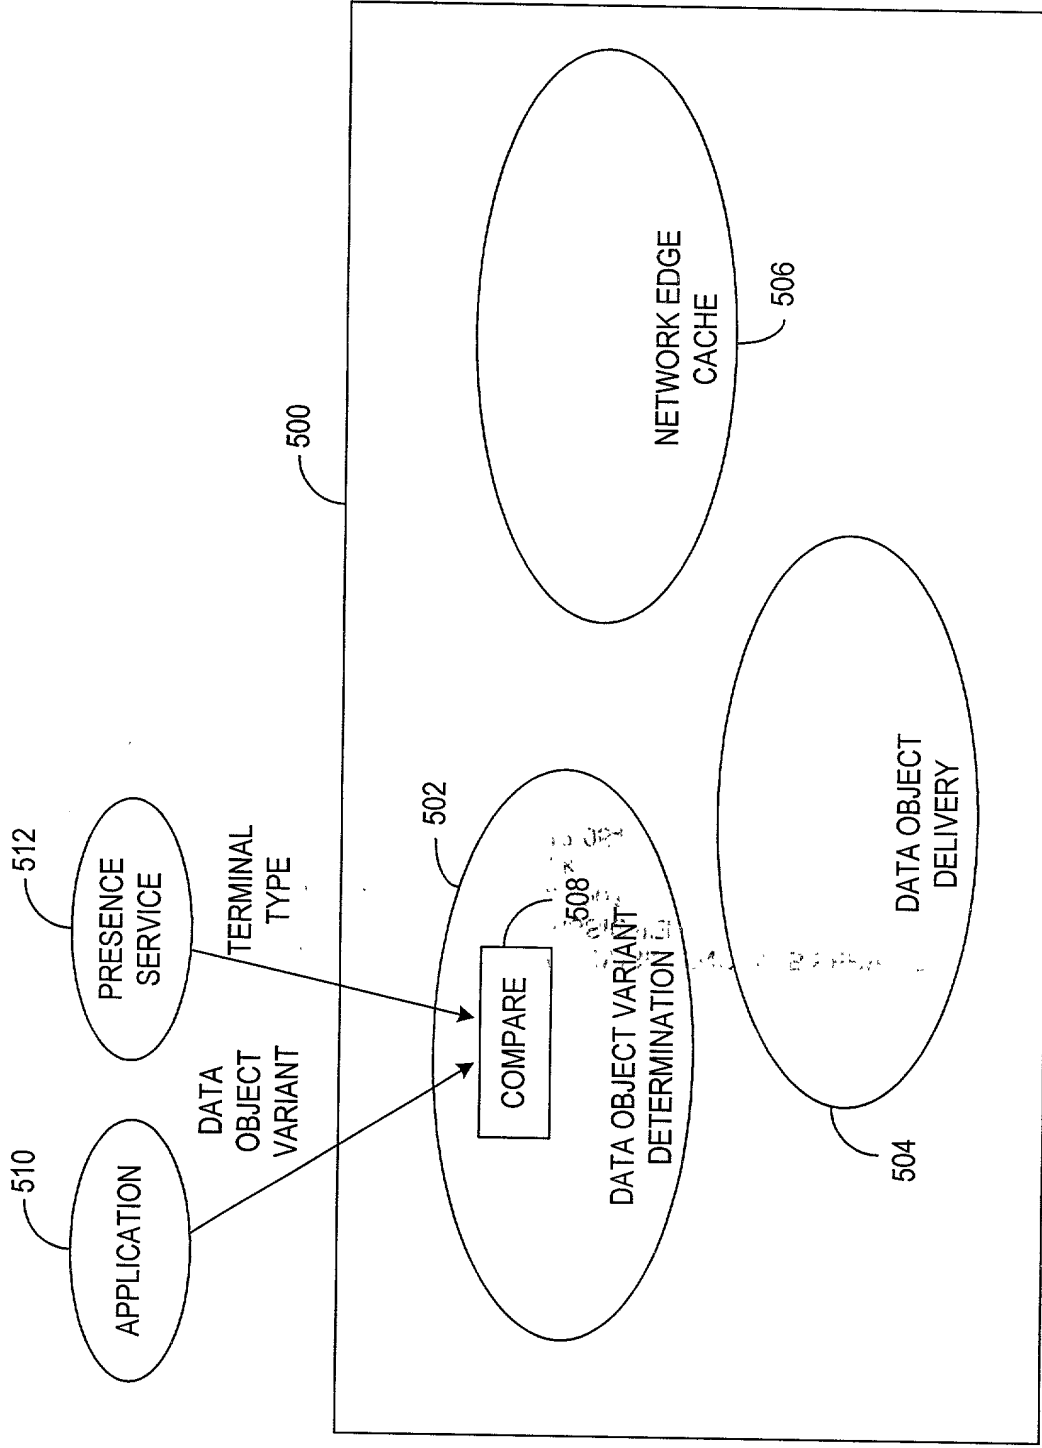 510
APPLICATION
512
PRESENCE
SERVICE
DATA
OBJECT
VARIANT
TERMINAL
TYPE
500
502
COMPARE
508
DATA OBJECT VARIANT
DETERMINATION
504
DATA OBJECT
DELIVERY
NETWORK EDGE
CACHE
506